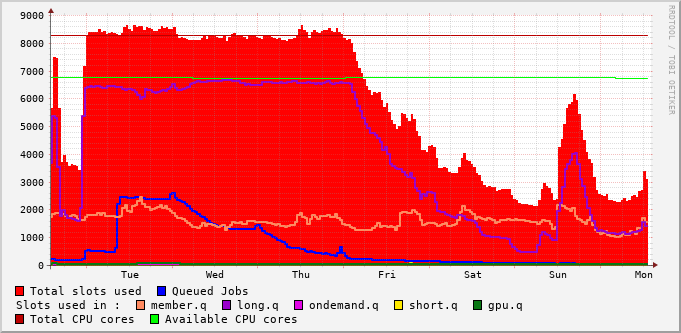 9000
8000
7000
6000
5000
4000
3000
2000
1000
0
Tue Wed Thu Fri Sat Sun Mon
RRDTOOL / TOBI OETIKER
Total slots used Queued Jobs
Slots used in : member.q long.q ondemand.q short.q gpu.q
Total CPU cores Available CPU cores